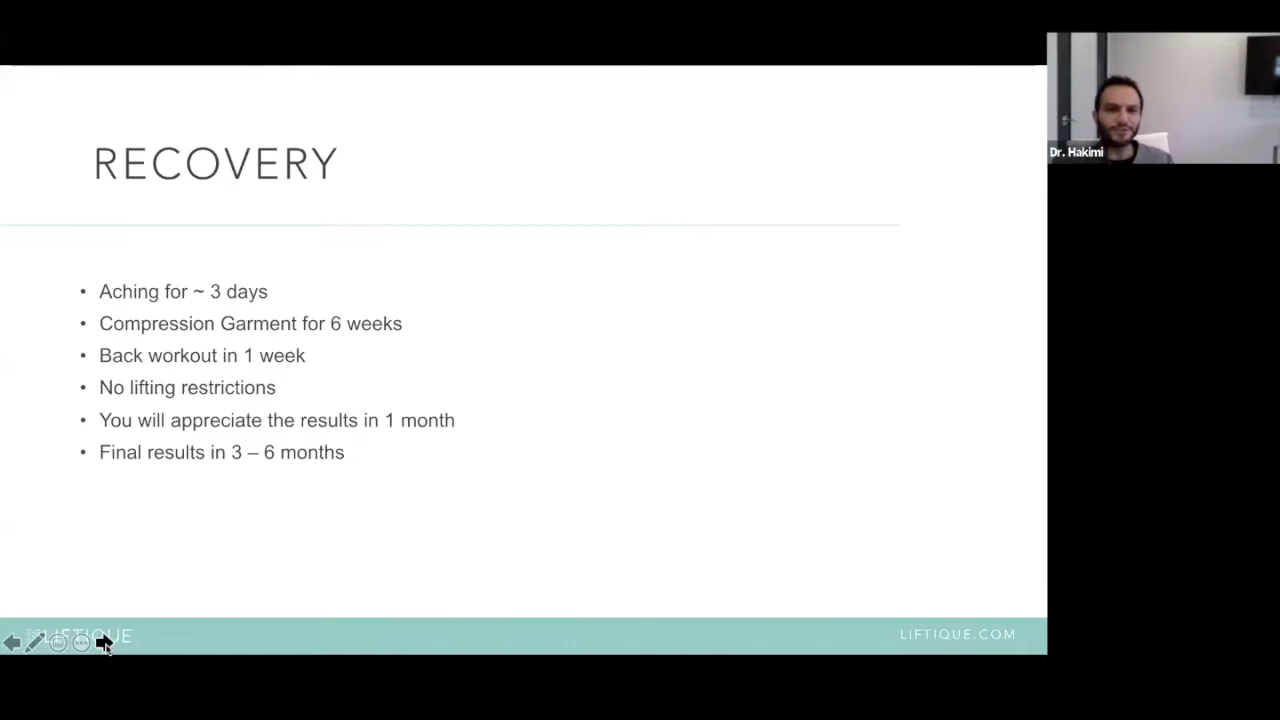 RECOVERY
• Aching for ~ 3 days
• Compression Garment for 6 weeks
• Back workout in 1 week
• No lifting restrictions
• You will appreciate the results in 1 month
• Final results in 3 – 6 months
LIFTIQUE
LIFTIQUE.COM
Dr. Hakimi